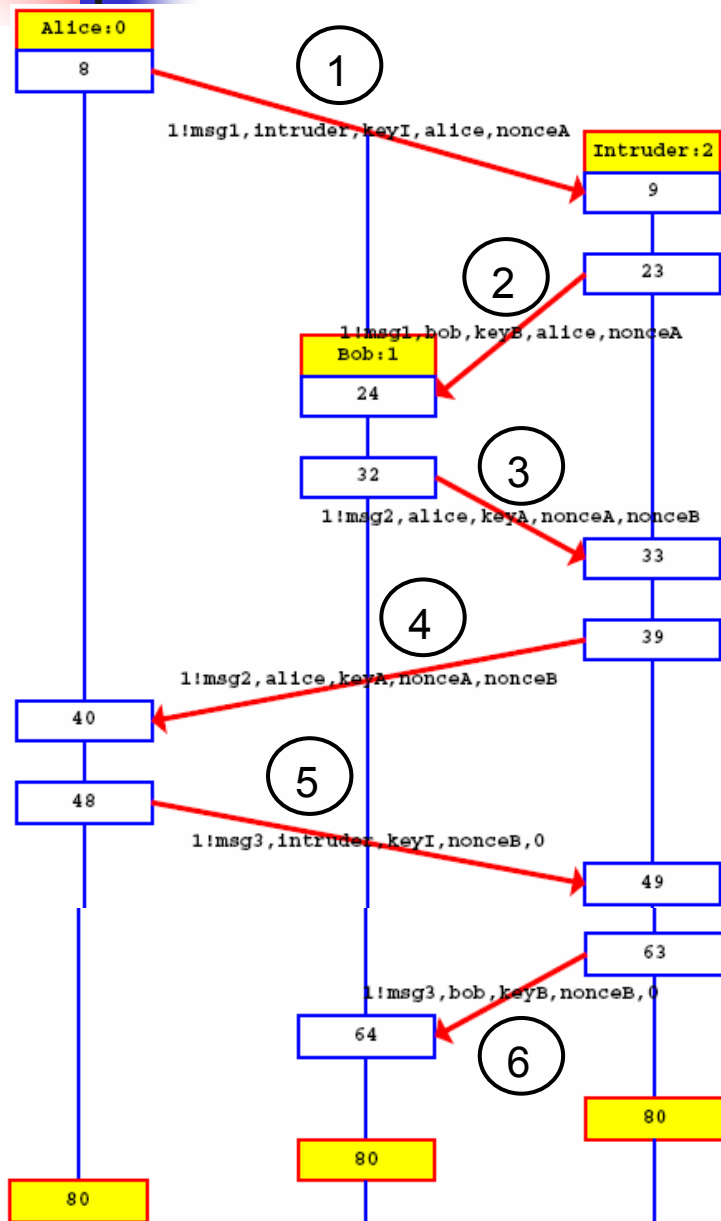 Alice:0
8
1
1!msg1,intruder,keyI,alice,nonceA
Intruder:2
9
2
23
1!msg1,bob,keyB,alice,nonceA
Bob:1
24
32
3
1!msg2,alice,keyA,nonceA,nonceB
33
4
39
1!msg2,alice,keyA,nonceA,nonceB
40
5
48
1!msg3,intruder,keyI,nonceB,0
49
63
1!msg3,bob,keyB,nonceB,0
64
6
80
80
80